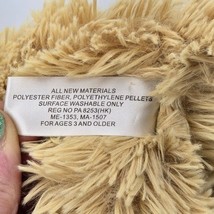 ALL NEW MATERIALS
POLYESTER FIBER, POLYETHYLENE PELLETS
SURFACE WASHABLE ONLY
REG NO PA 8253(HK)
ME-1353, MA-1507
FOR AGES 3 AND OLDER